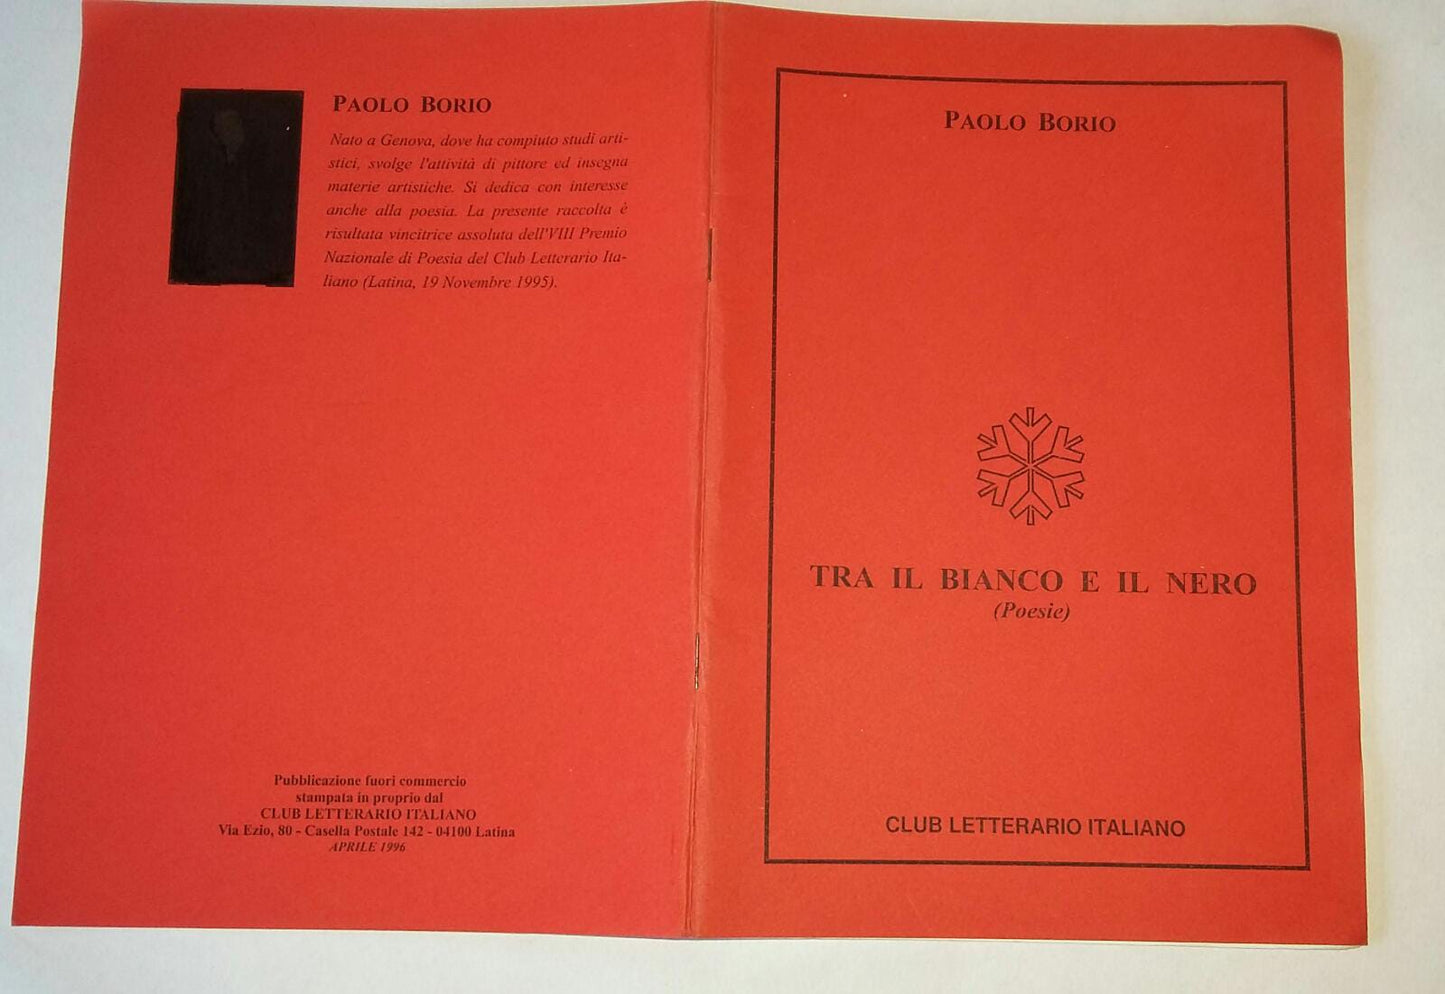 PAOLO BORIO
Nato a Genova, dove ha compiuto studi arti-
stici, svolge l'attività di pittore ed insegna
materie artistiche. Si dedica con interesse
anche alla poesia. La presente raccolta è
risultata vincitrice assoluta dell'VIII Premio
Nazionale di Poesia del Club Letterario Ita-
liano (Latina, 19 Novembre 1995).
Pubblicazione fuori commercio
stampata in proprio dal
CLUB LETTERARIO ITALIANO
Via Ezio, 80 - Casella Postale 142 - 04100 Latina
APRILE 1996
PAOLO BORIO
TRA IL BIANCO E IL NERO
(Poesie)
CLUB LETTERARIO ITALIANO